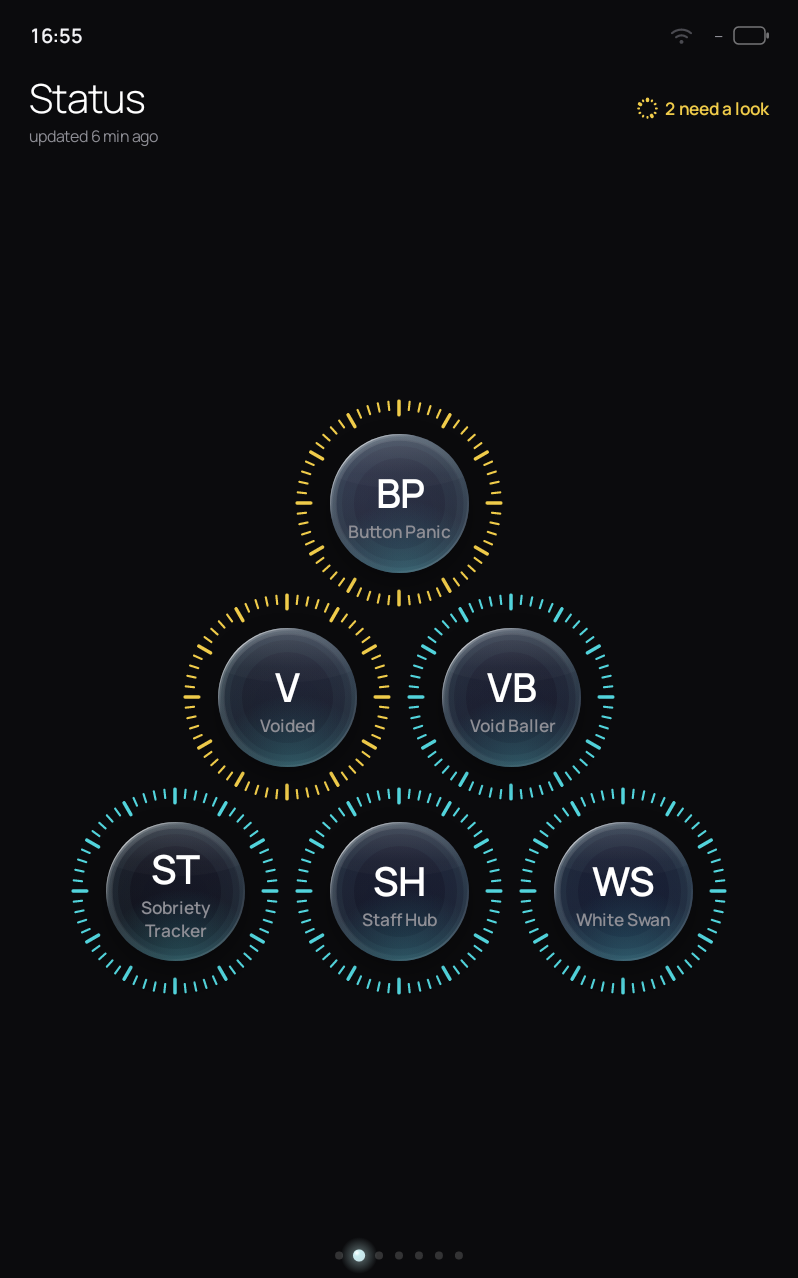 16:55
–
Status
2 need a look
updated 6 min ago
BP
Button Panic
V
Voided
VB
Void Baller
ST
Sobriety
Tracker
SH
Staff Hub
WS
White Swan